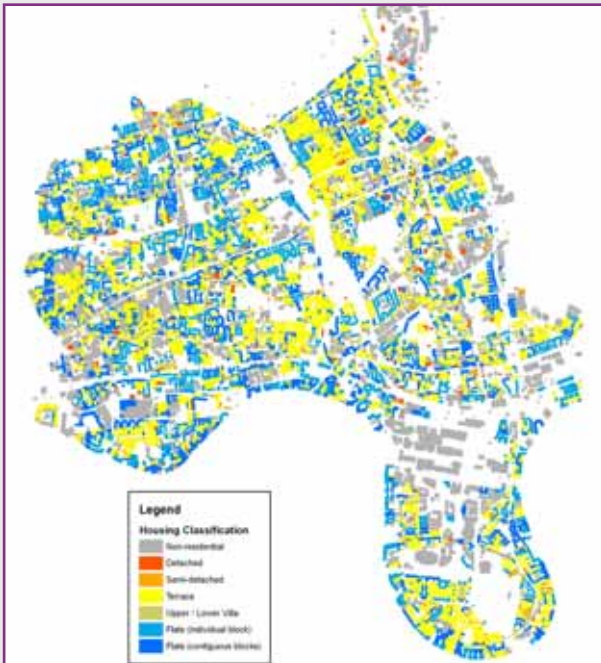 Legend
Housing Classification
Non-residential
Detached
Semi-detached
Terrace
Upper / Lower Villa
Flats (individual block)
Flats (contiguous blocks)